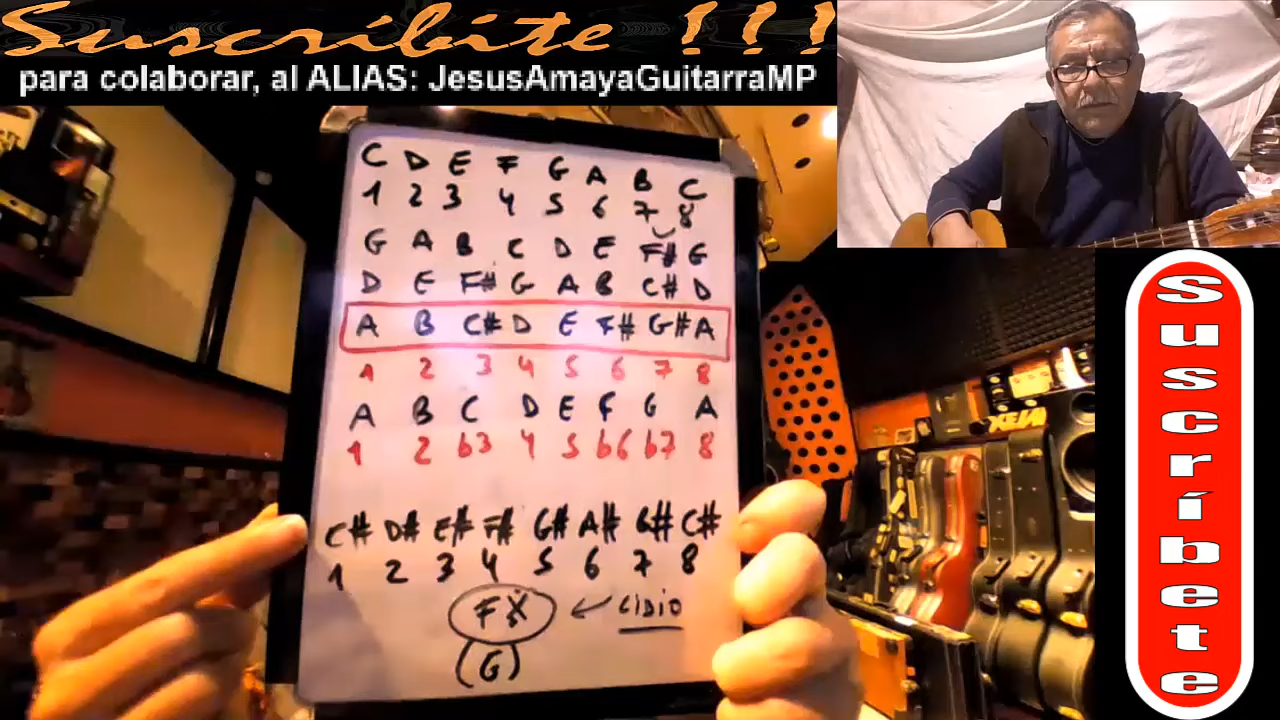 Suscribite !!!
para colaborar, al ALIAS: JesusAmayaGuitarraMP
C D E F G A B C
1 2 3 4 5 6 7 8
G A B C D E F# G
D E F# G A B C# D
A B C# D E F# G# A
1 2 3 4 5 6 7 8
A B C D E F G A
1 2 b3 4 5 b6 b7 8
C# D# E# F# G# A# B# C#
1 2 3 4 5 6 7 8
FX ← LIDIO
(G)
Suscríbete